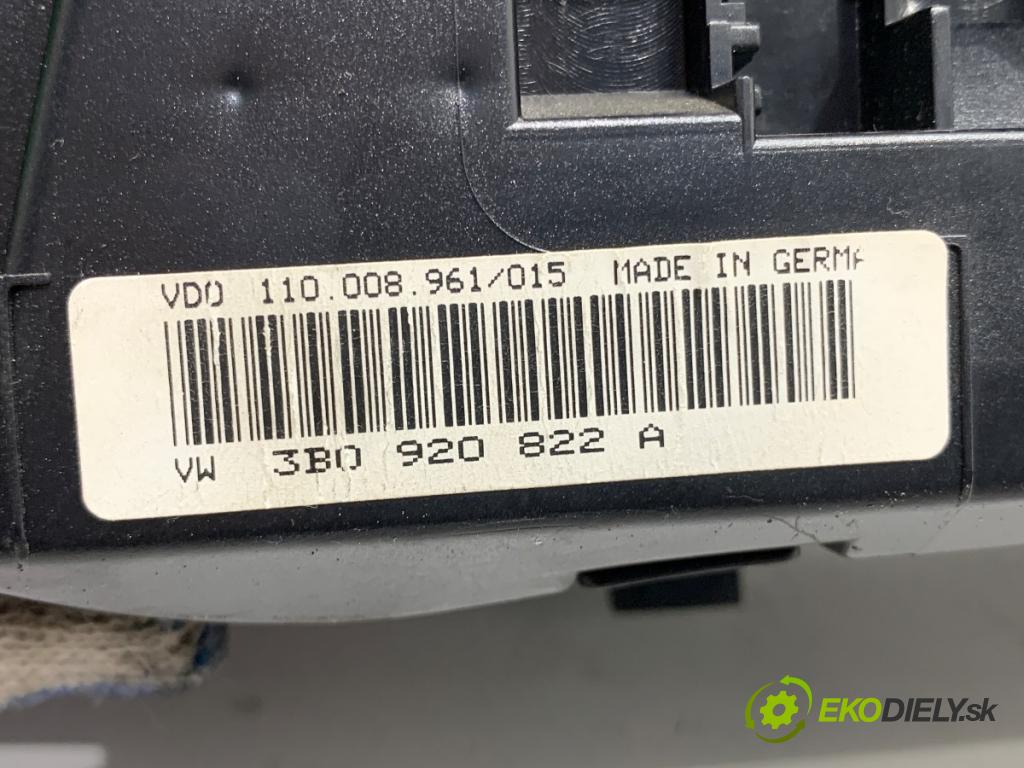 VDO 110.008.961/015 MADE IN GERMA
VW 3B0 920 822 A
EKODIELY.sk